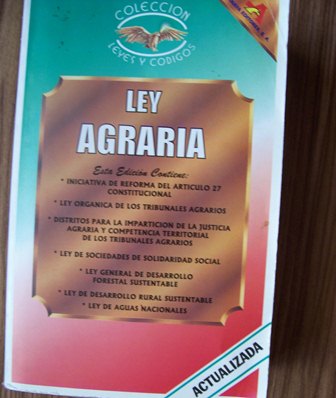 COLECCION
LEYES Y CODIGOS
LEY
AGRARIA
Esta Edición Contiene:
* INICIATIVA DE REFORMA DEL ARTICULO 27
CONSTITUCIONAL
* LEY ORGANICA DE LOS TRIBUNALES AGRARIOS
* DISTRITOS PARA LA IMPARTICION DE LA JUSTICIA
AGRARIA Y COMPETENCIA TERRITORIAL
DE LOS TRIBUNALES AGRARIOS
* LEY DE SOCIEDADES DE SOLIDARIDAD SOCIAL
* LEY GENERAL DE DESARROLLO
FORESTAL SUSTENTABLE
* LEY DE DESARROLLO RURAL SUSTENTABLE
* LEY DE AGUAS NACIONALES
ACTUALIZADA